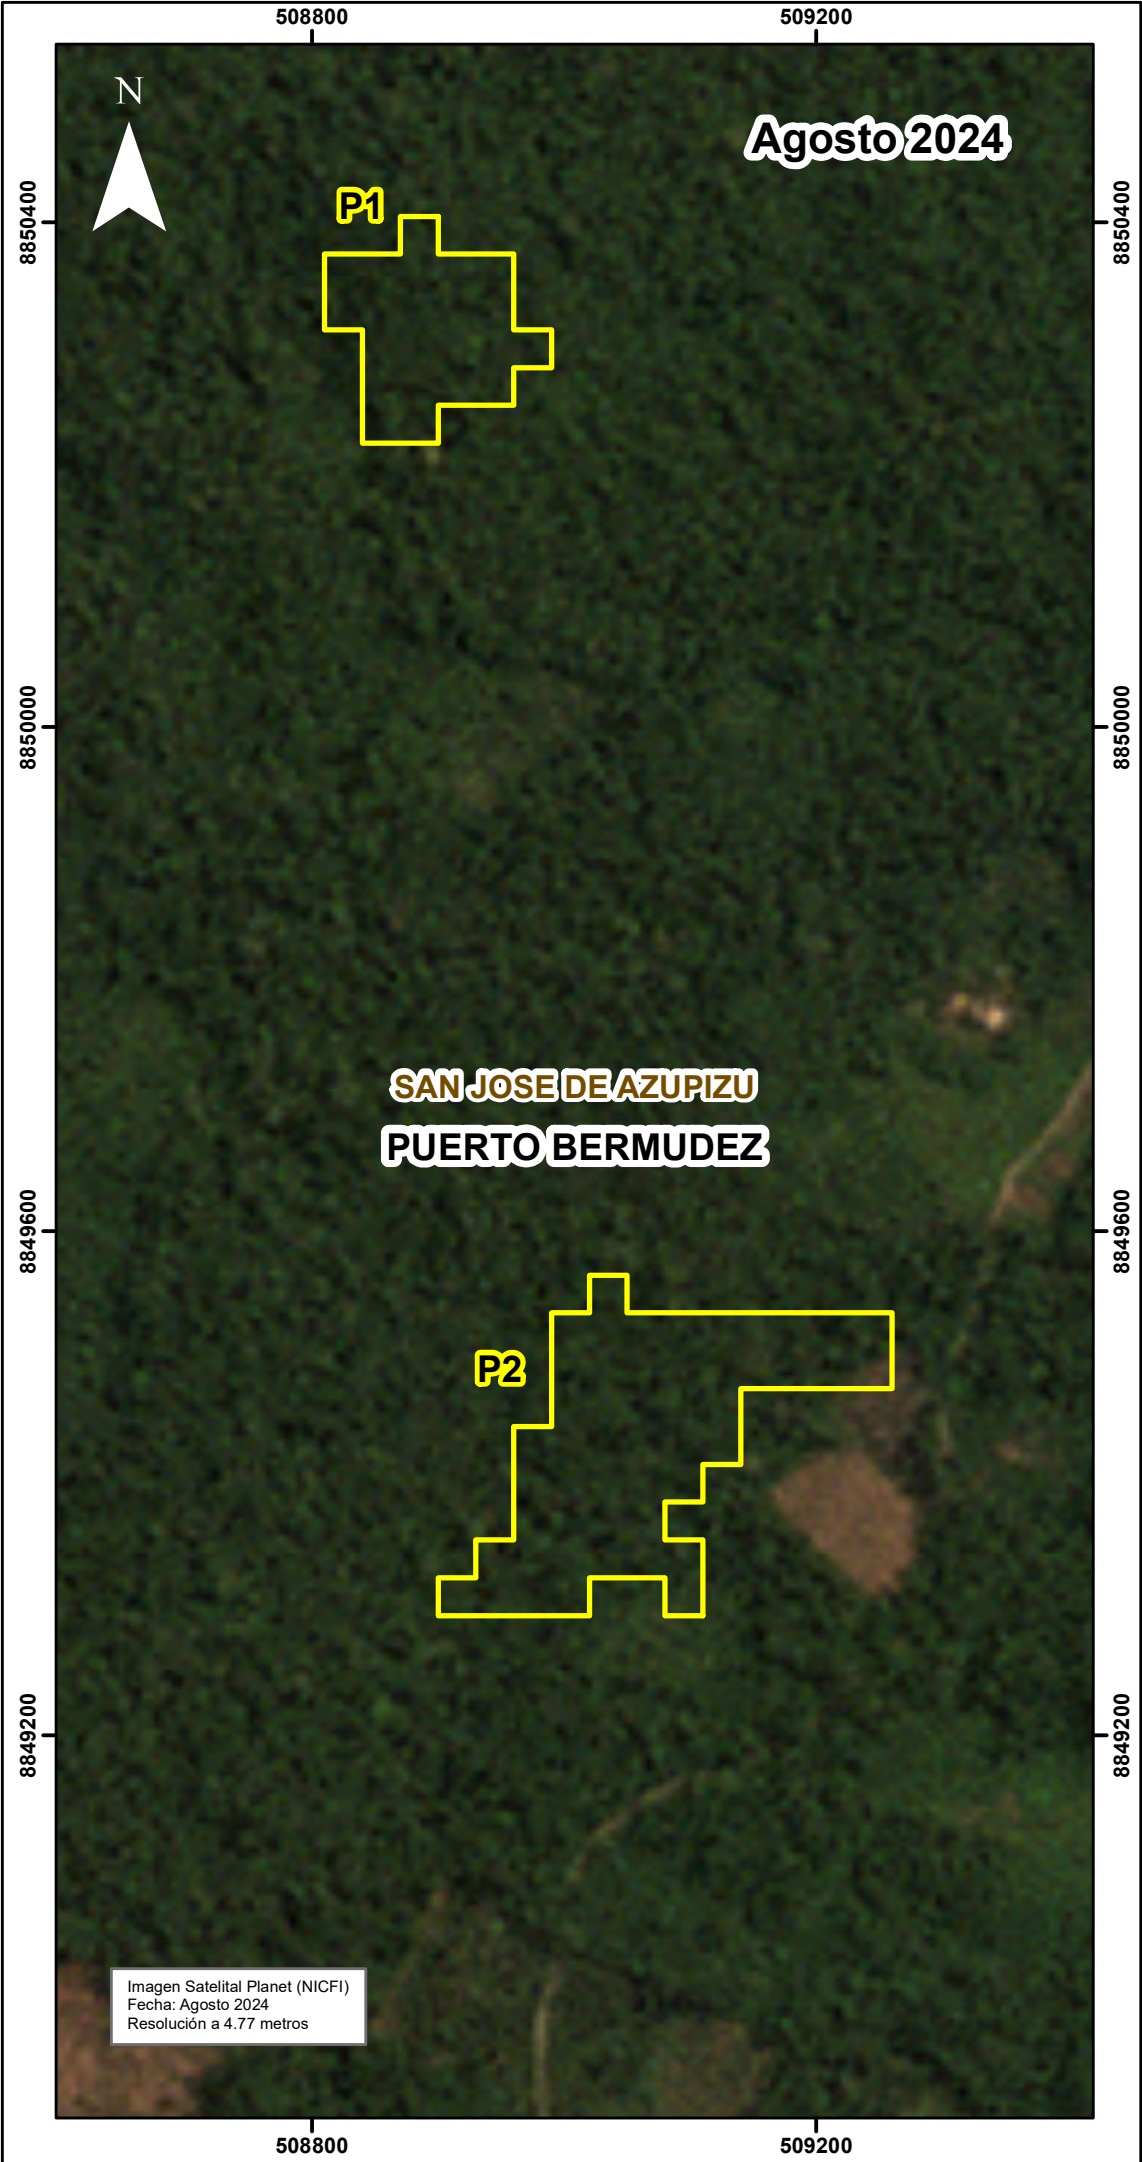 508800 509200
N
Agosto 2024
8850400 8850400
P1
8850000 8850000
SAN JOSE DE AZUPIZU
PUERTO BERMUDEZ
8849600 8849600
P2
8849200 8849200
Imagen Satelital Planet (NICFI)
Fecha: Agosto 2024
Resolución a 4.77 metros
508800 509200